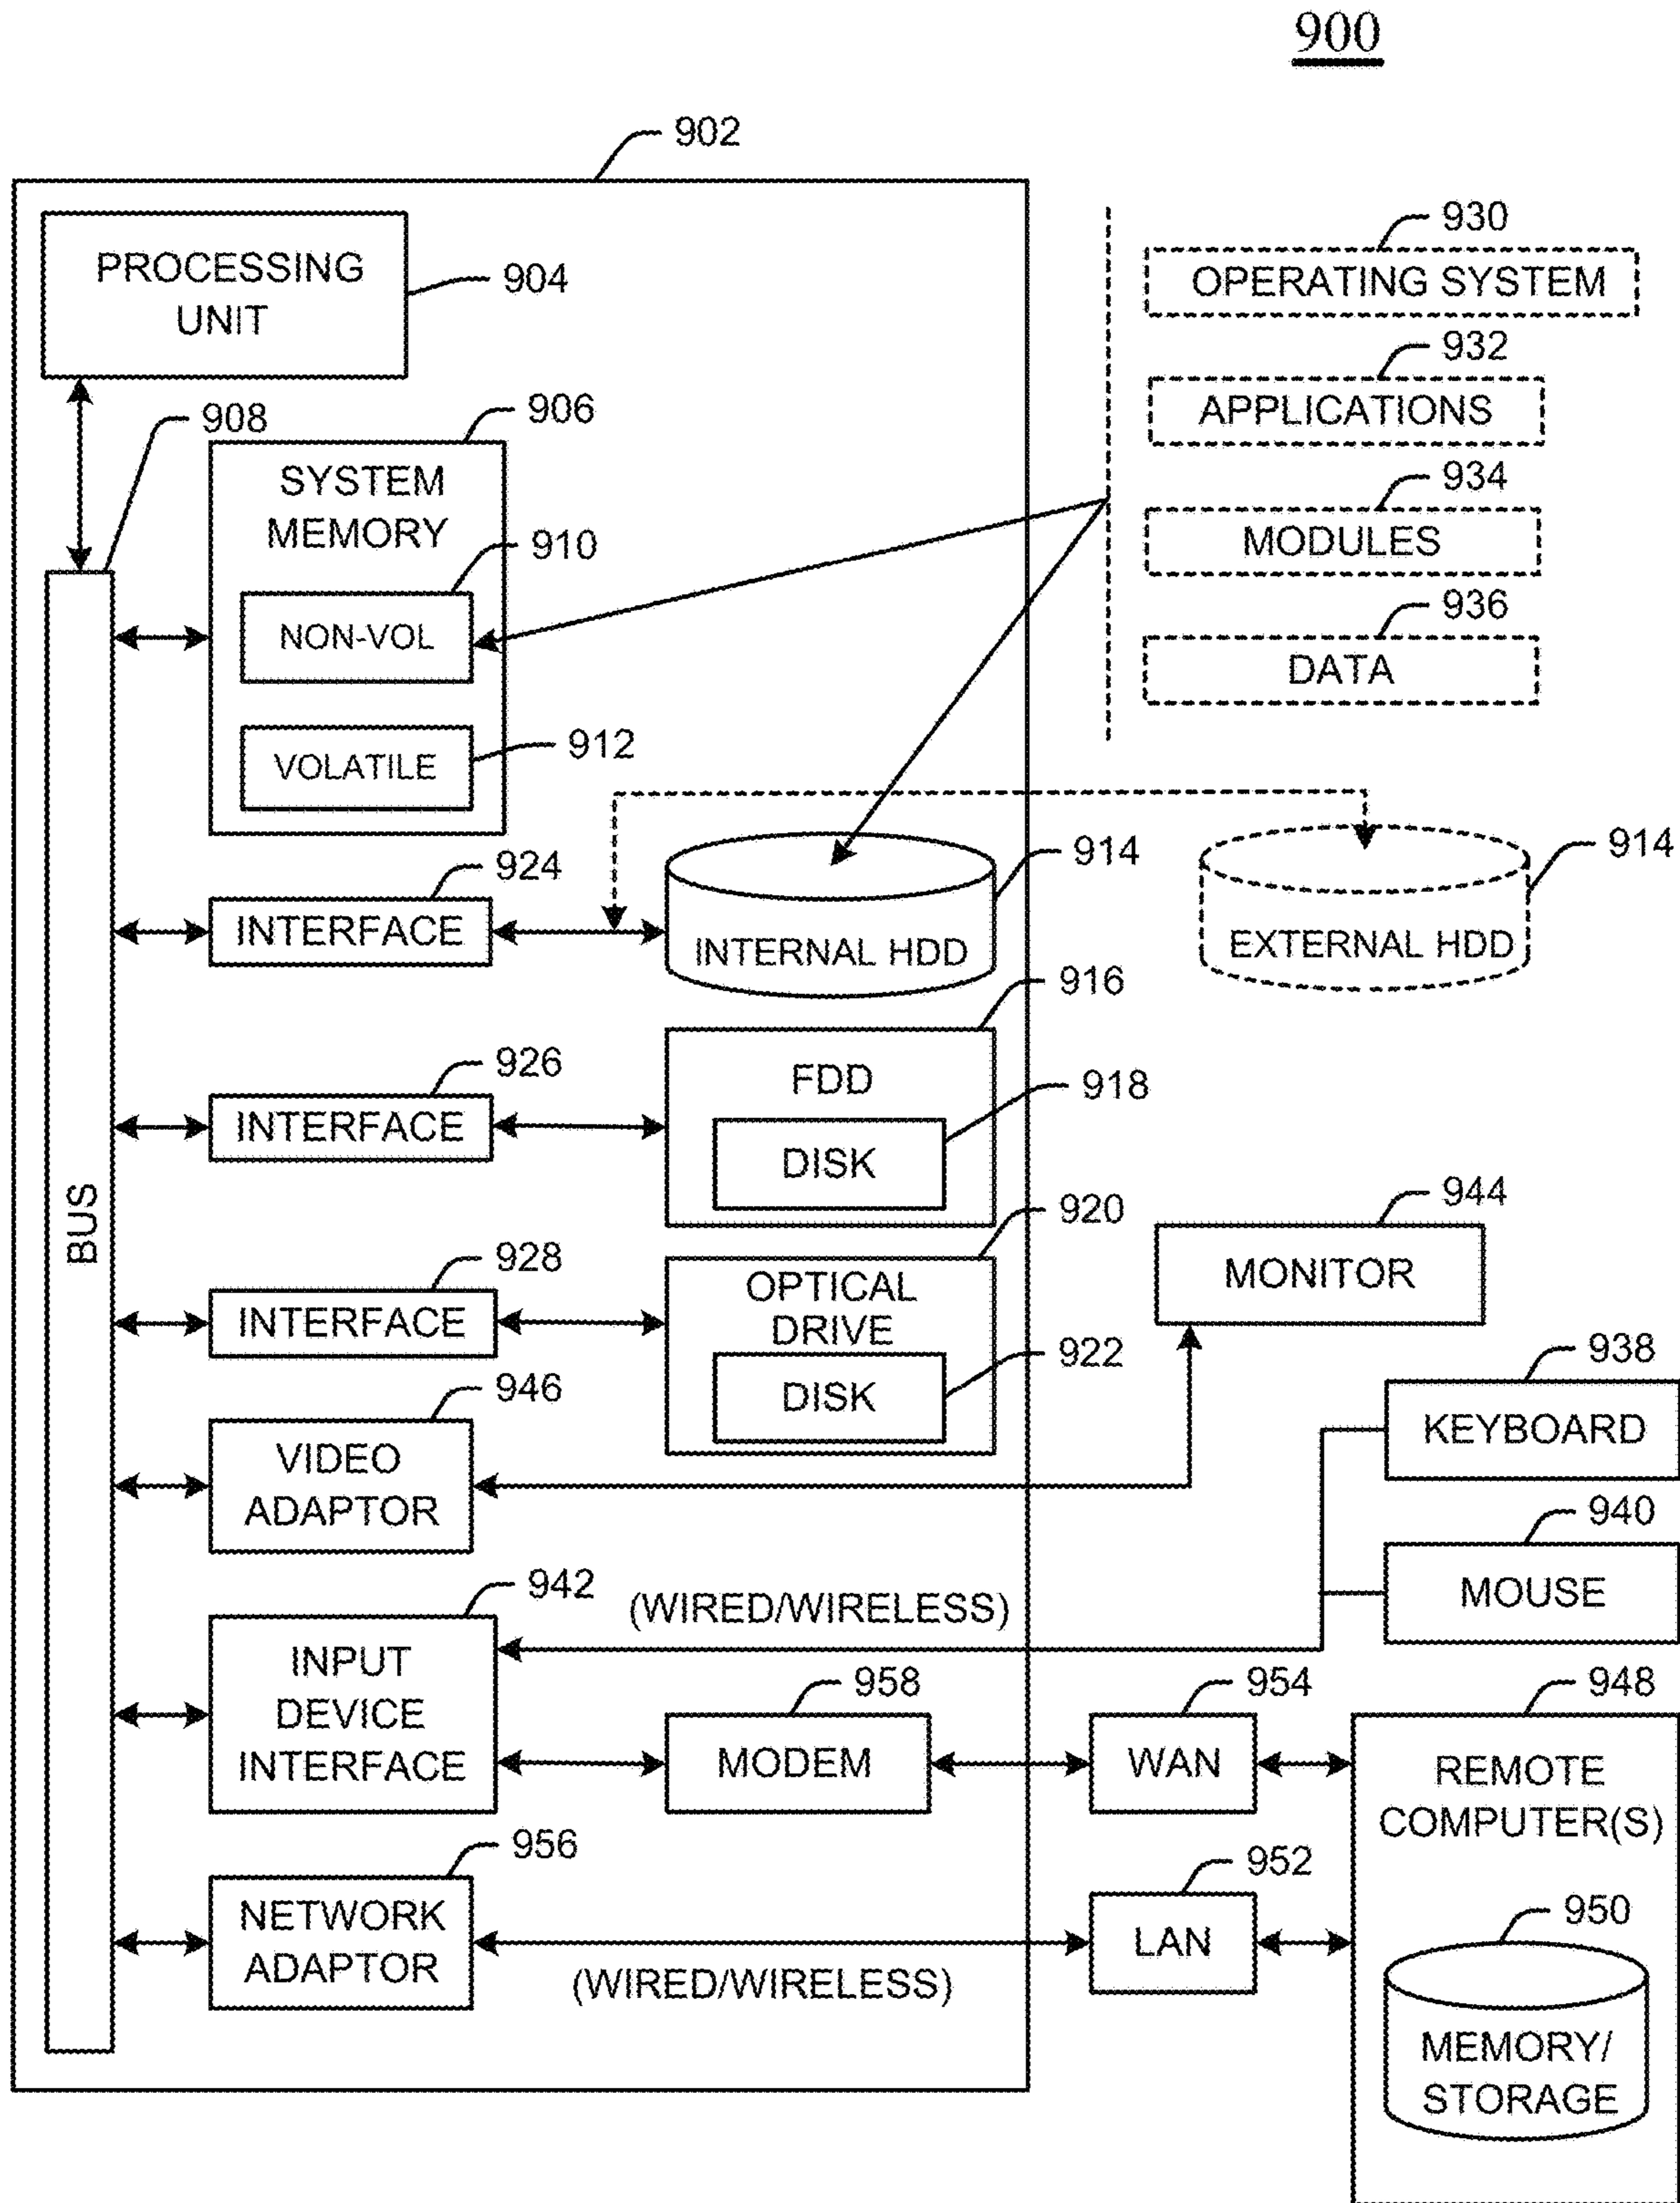 900
902
PROCESSING
UNIT
904
930
OPERATING SYSTEM
932
APPLICATIONS
934
MODULES
936
DATA
908
906
SYSTEM
MEMORY
910
NON-VOL
912
VOLATILE
BUS
924
INTERFACE
914
INTERNAL HDD
914
EXTERNAL HDD
926
INTERFACE
916
FDD
918
DISK
928
INTERFACE
920
OPTICAL
DRIVE
922
DISK
944
MONITOR
946
VIDEO
ADAPTOR
938
KEYBOARD
940
MOUSE
942
INPUT
DEVICE
INTERFACE
(WIRED/WIRELESS)
958
MODEM
954
WAN
948
REMOTE
COMPUTER(S)
956
NETWORK
ADAPTOR
(WIRED/WIRELESS)
952
LAN
950
MEMORY/
STORAGE